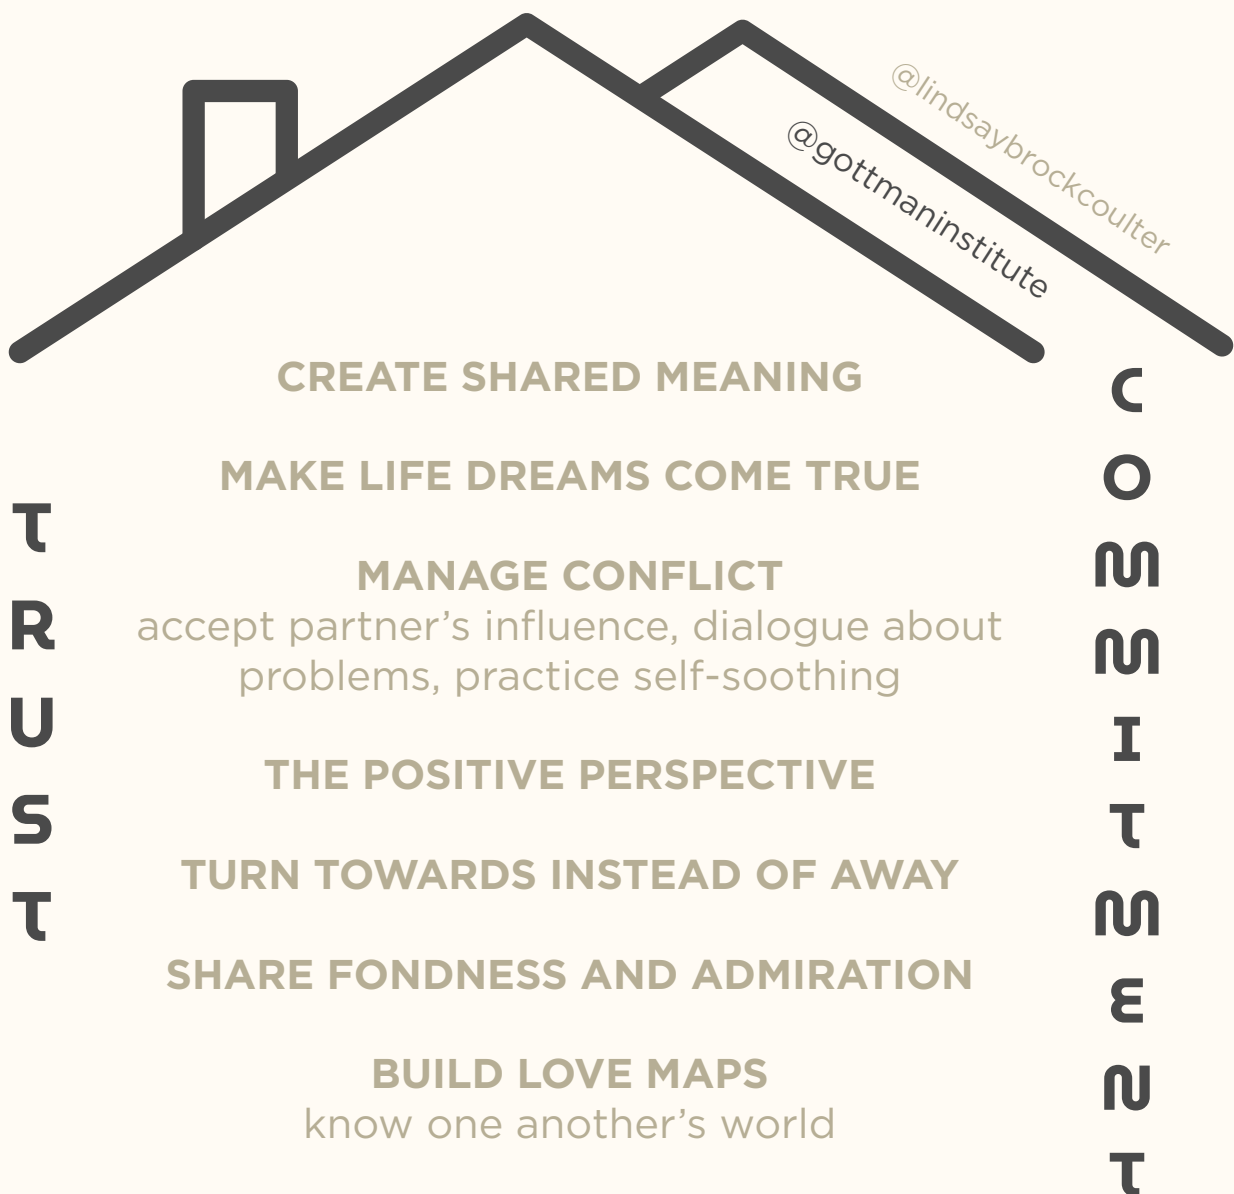 @lindsaybrockcoulter
@gottmaninstitute
CREATE SHARED MEANING
MAKE LIFE DREAMS COME TRUE
MANAGE CONFLICT
accept partner’s influence, dialogue about
problems, practice self-soothing
THE POSITIVE PERSPECTIVE
TURN TOWARDS INSTEAD OF AWAY
SHARE FONDNESS AND ADMIRATION
BUILD LOVE MAPS
know one another’s world
TRUST
COMMITMENT